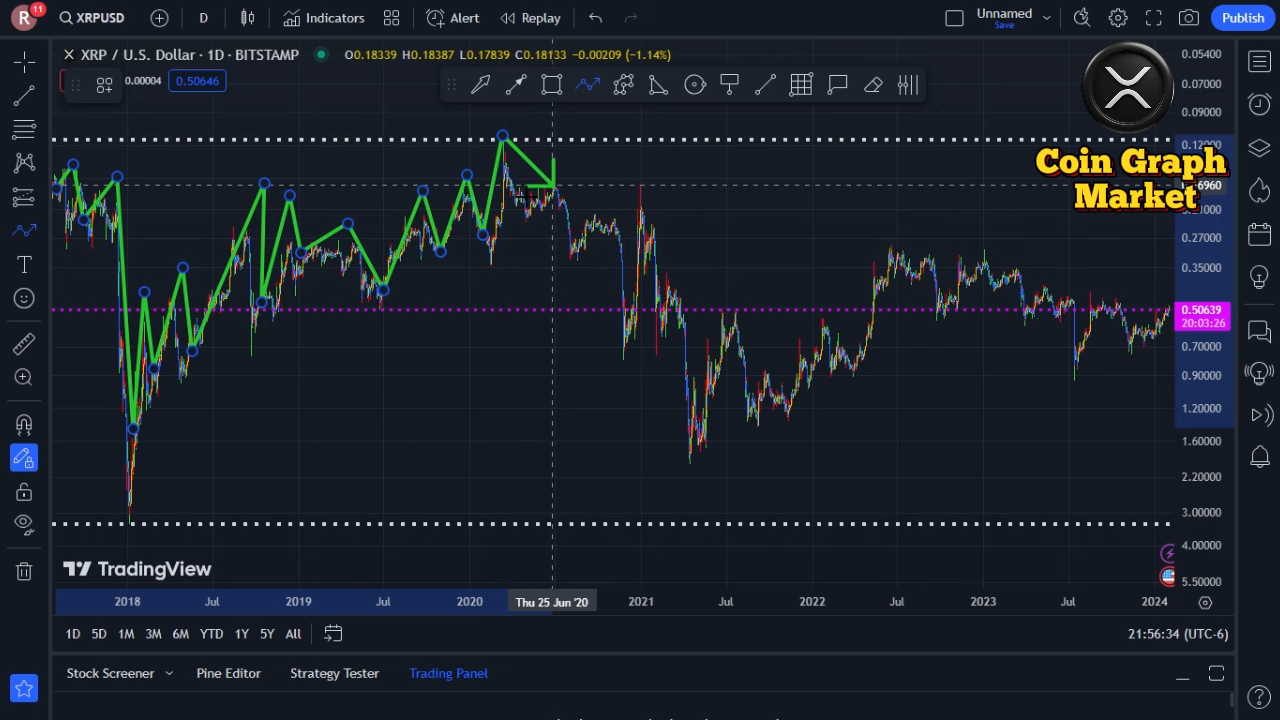 R
11
XRPUSD
D
Indicators
Alert
Replay
Unnamed
Save
Publish
XRP / U.S. Dollar · 1D · BITSTAMP
O0.18339 H0.18387 L0.17839 C0.18133 −0.00209 (−1.14%)
0.00004
0.50646
Coin Graph
Market
0.05400
0.07000
0.09000
0.12000
0.27000
0.35000
0.50639
20:03:26
0.70000
0.90000
1.20000
1.60000
2.20000
3.00000
4.00000
5.50000
TradingView
2018
Jul
2019
Jul
2020
Thu 25 Jun '20
2021
Jul
2022
Jul
2023
Jul
2024
1D 5D 1M 3M 6M YTD 1Y 5Y All
21:56:34 (UTC-6)
Stock Screener
Pine Editor
Strategy Tester
Trading Panel